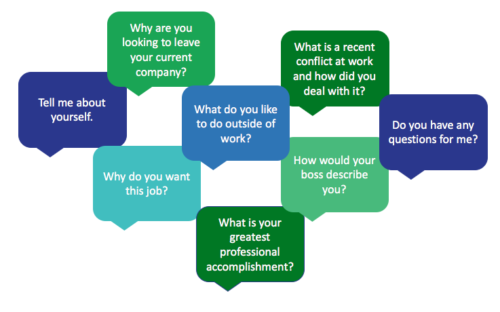 Why are you
looking to leave
your current
company?
What is a recent
conflict at work
and how did you
deal with it?
Tell me about
yourself.
What do you like
to do outside of
work?
Do you have any
questions for me?
Why do you want
this job?
How would your
boss describe
you?
What is your
greatest
professional
accomplishment?